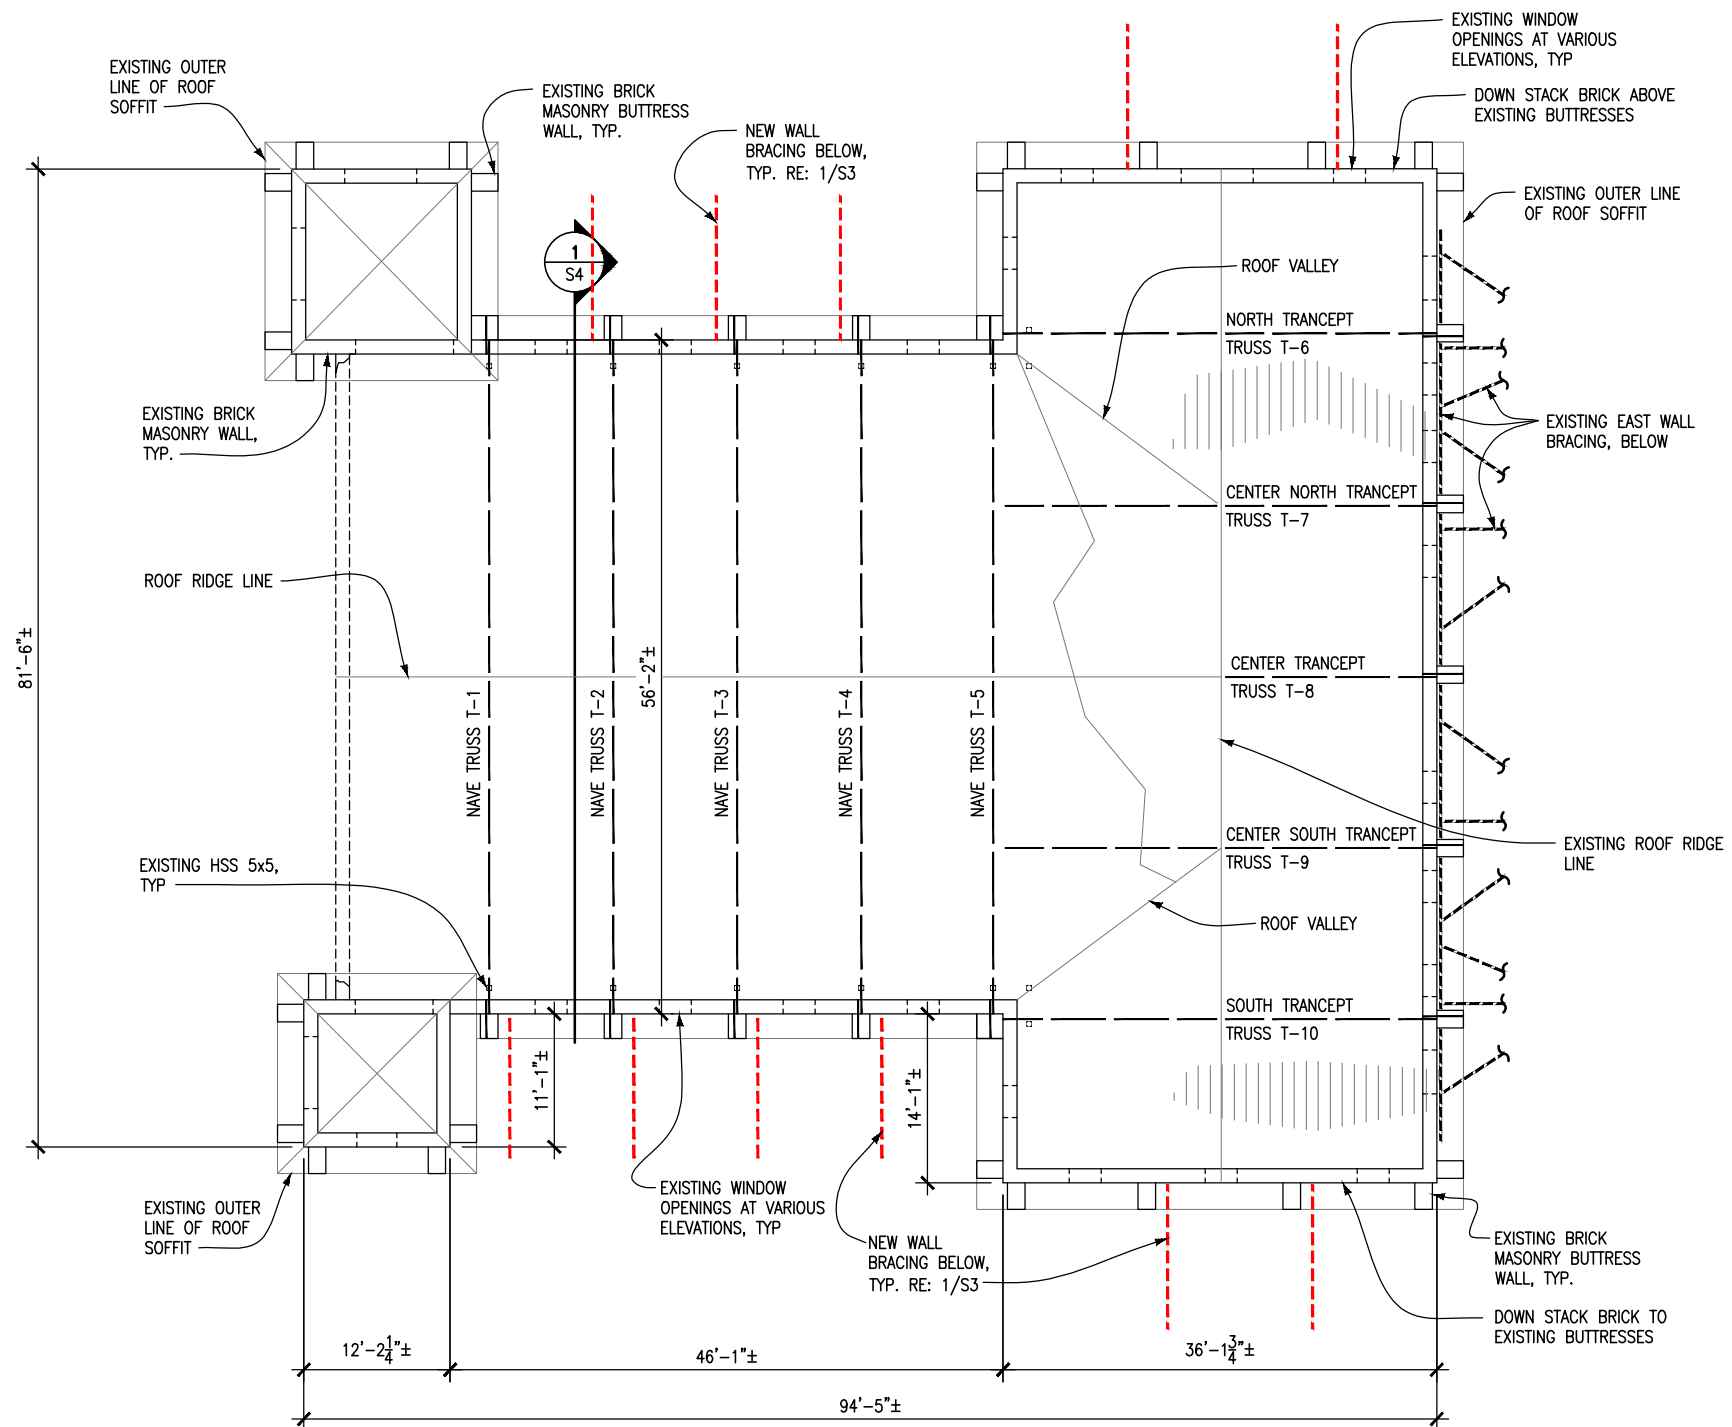 EXISTING OUTER
LINE OF ROOF
SOFFIT
EXISTING BRICK
MASONRY BUTTRESS
WALL, TYP.
NEW WALL
BRACING BELOW,
TYP. RE: 1/S3
EXISTING WINDOW
OPENINGS AT VARIOUS
ELEVATIONS, TYP
DOWN STACK BRICK ABOVE
EXISTING BUTTRESSES
EXISTING OUTER LINE
OF ROOF SOFFIT
1
S4
ROOF VALLEY
NORTH TRANCEPT
TRUSS T-6
EXISTING BRICK
MASONRY WALL,
TYP.
EXISTING EAST WALL
BRACING, BELOW
CENTER NORTH TRANCEPT
TRUSS T-7
ROOF RIDGE LINE
81'-6"±
56'-2"±
CENTER TRANCEPT
TRUSS T-8
NAVE TRUSS T-1
NAVE TRUSS T-2
NAVE TRUSS T-3
NAVE TRUSS T-4
NAVE TRUSS T-5
CENTER SOUTH TRANCEPT
TRUSS T-9
EXISTING ROOF RIDGE
LINE
EXISTING HSS 5x5,
TYP
ROOF VALLEY
SOUTH TRANCEPT
TRUSS T-10
11'-1"±
14'-1"±
EXISTING OUTER
LINE OF ROOF
SOFFIT
EXISTING WINDOW
OPENINGS AT VARIOUS
ELEVATIONS, TYP
NEW WALL
BRACING BELOW,
TYP. RE: 1/S3
EXISTING BRICK
MASONRY BUTTRESS
WALL, TYP.
DOWN STACK BRICK TO
EXISTING BUTTRESSES
12'-2 1/4"±
46'-1"±
36'-1 3/4"±
94'-5"±